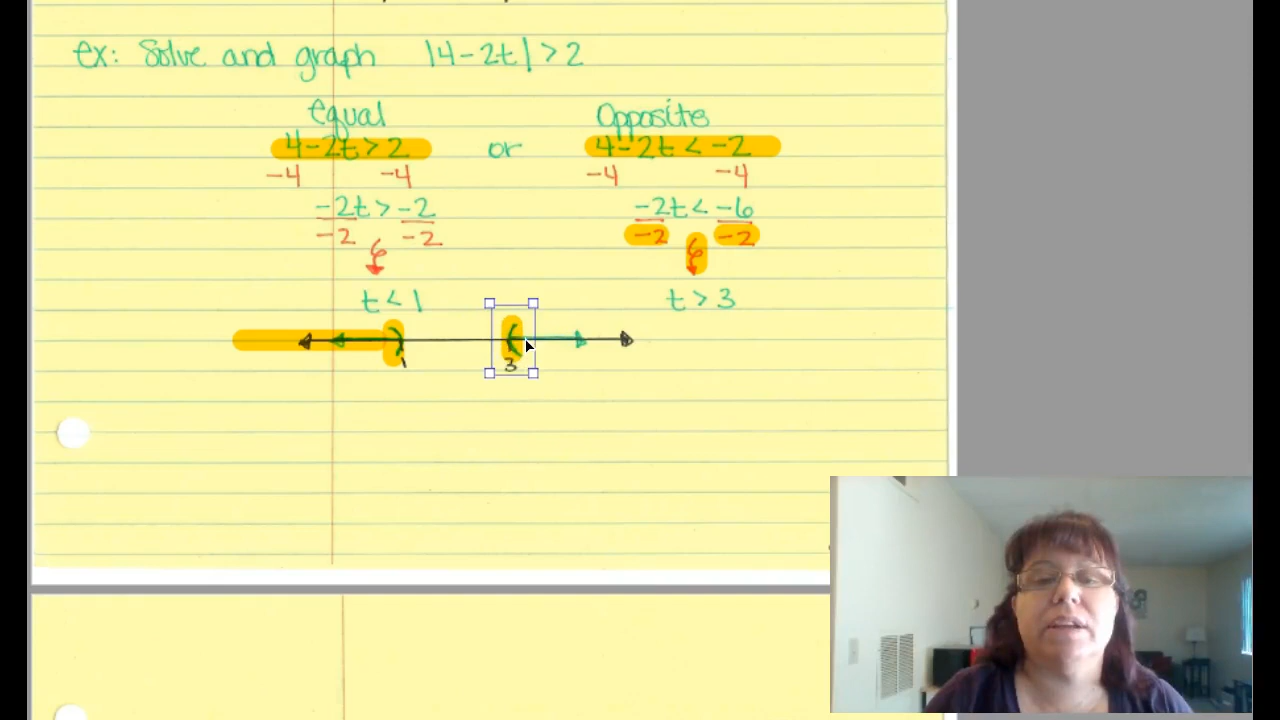 ex: Solve and graph |4-2t| > 2
equal Opposite
4-2t > 2 or 4-2t < -2
-4 -4 -4 -4
-2t > -2 -2t < -6
-2 -2 -2 -2
t < 1 t > 3
1 3